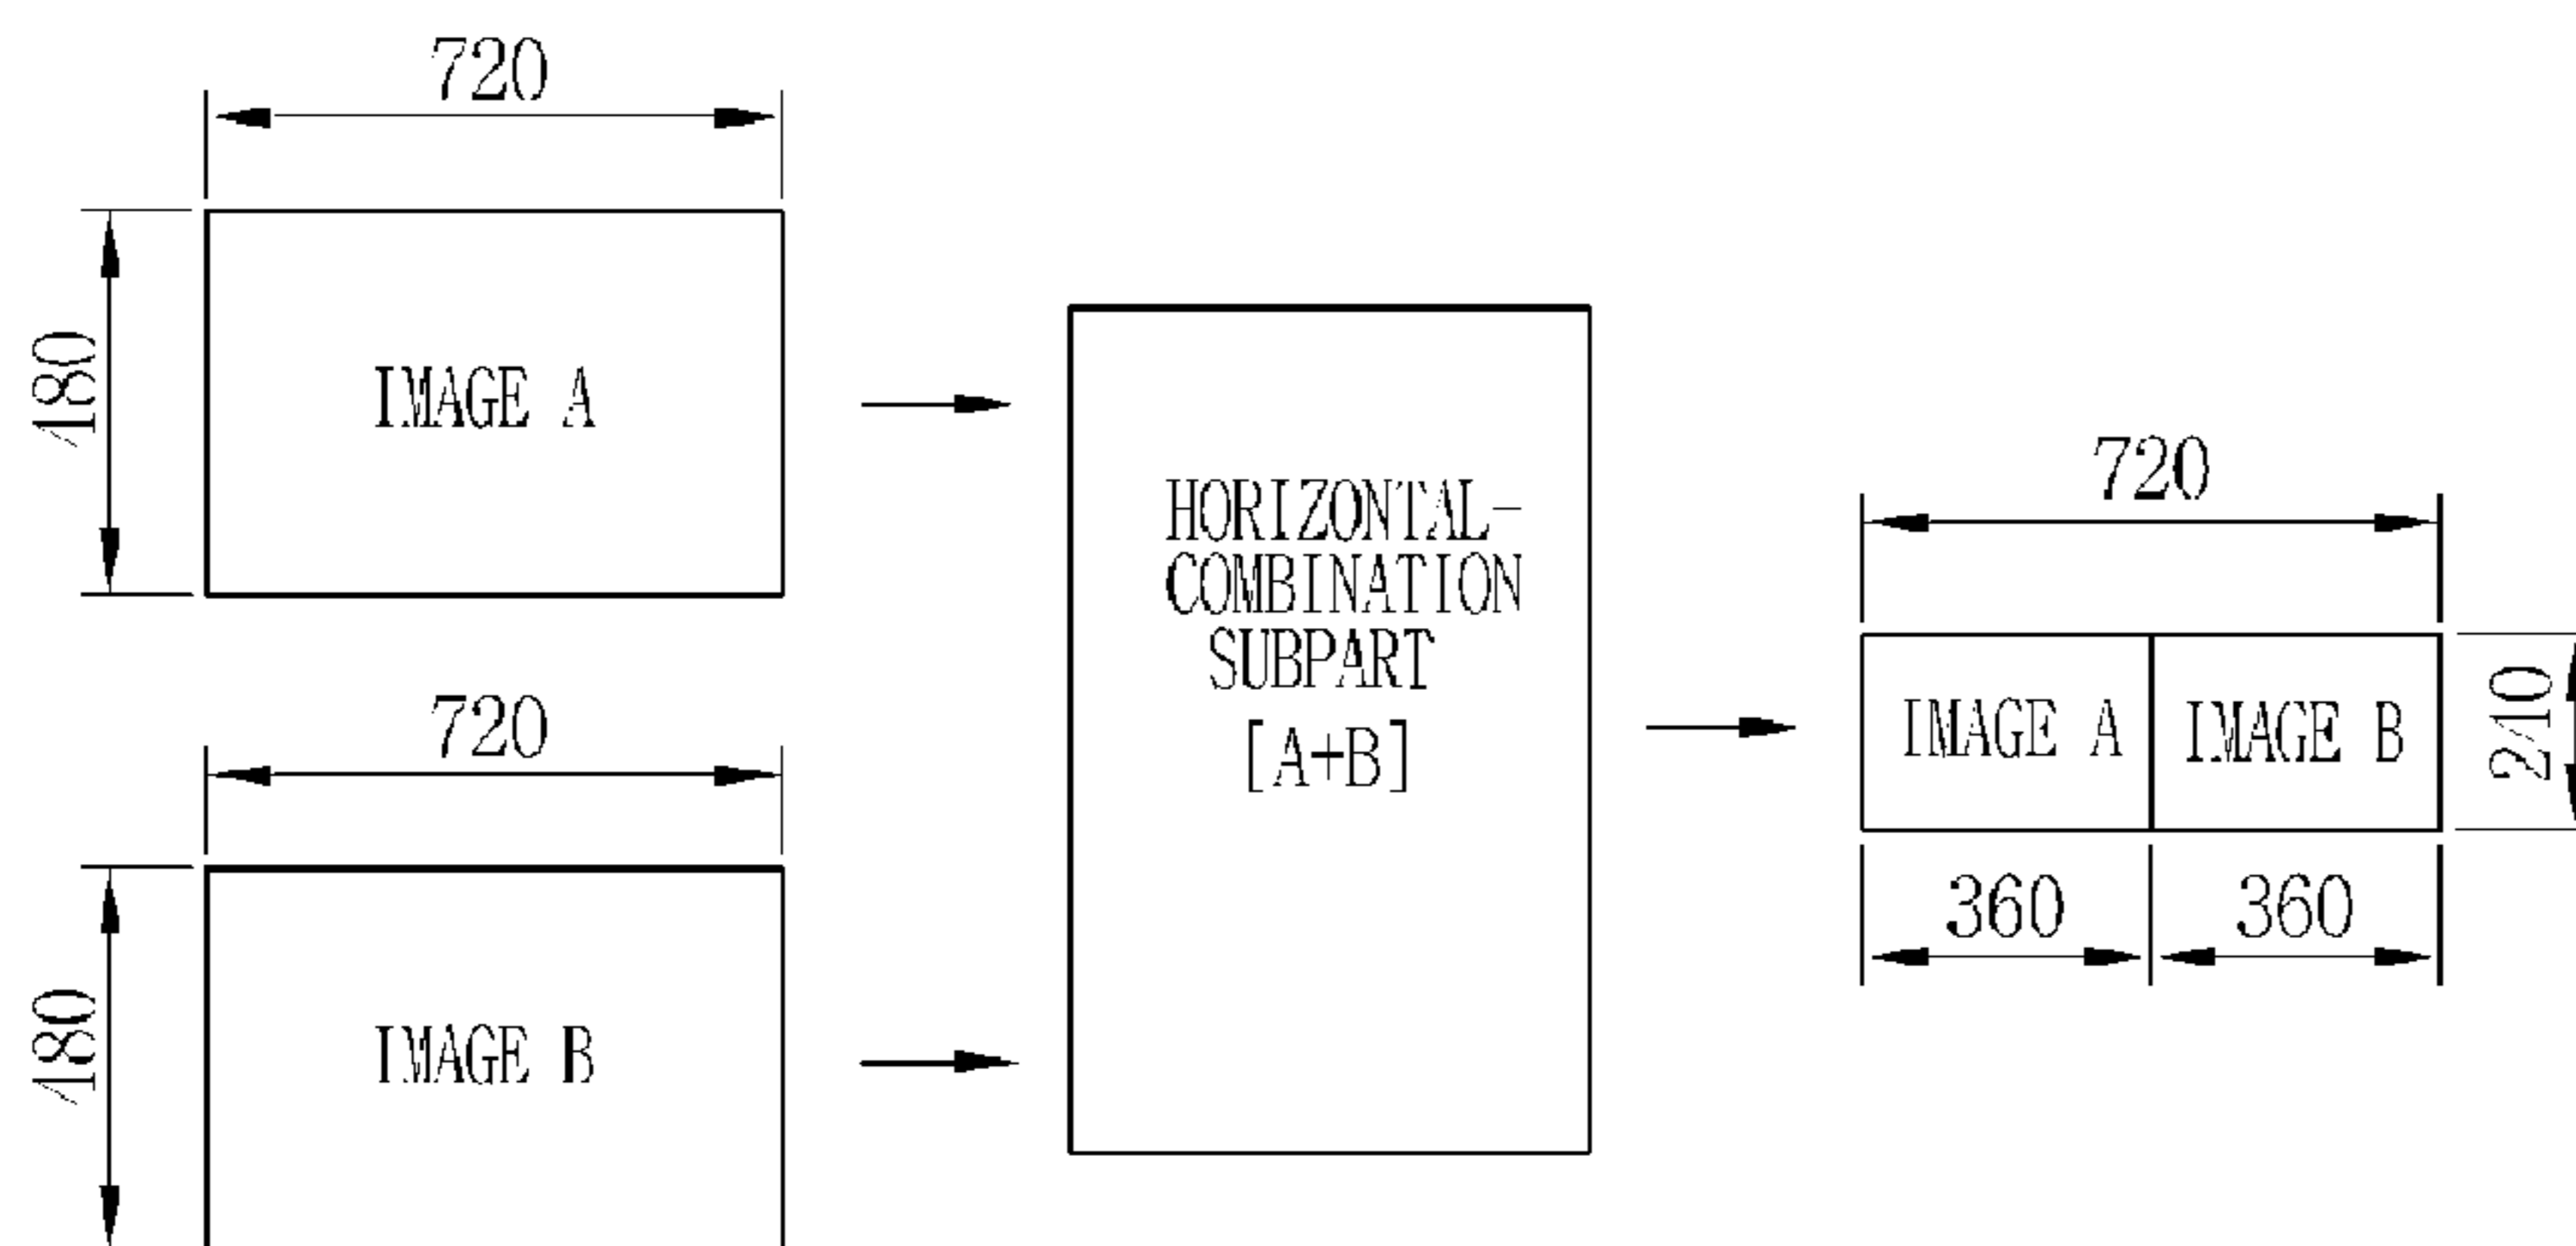 720
480
IMAGE A
720
480
IMAGE B
HORIZONTAL-
COMBINATION
SUBPART
[A+B]
720
IMAGE A IMAGE B
240
360 360